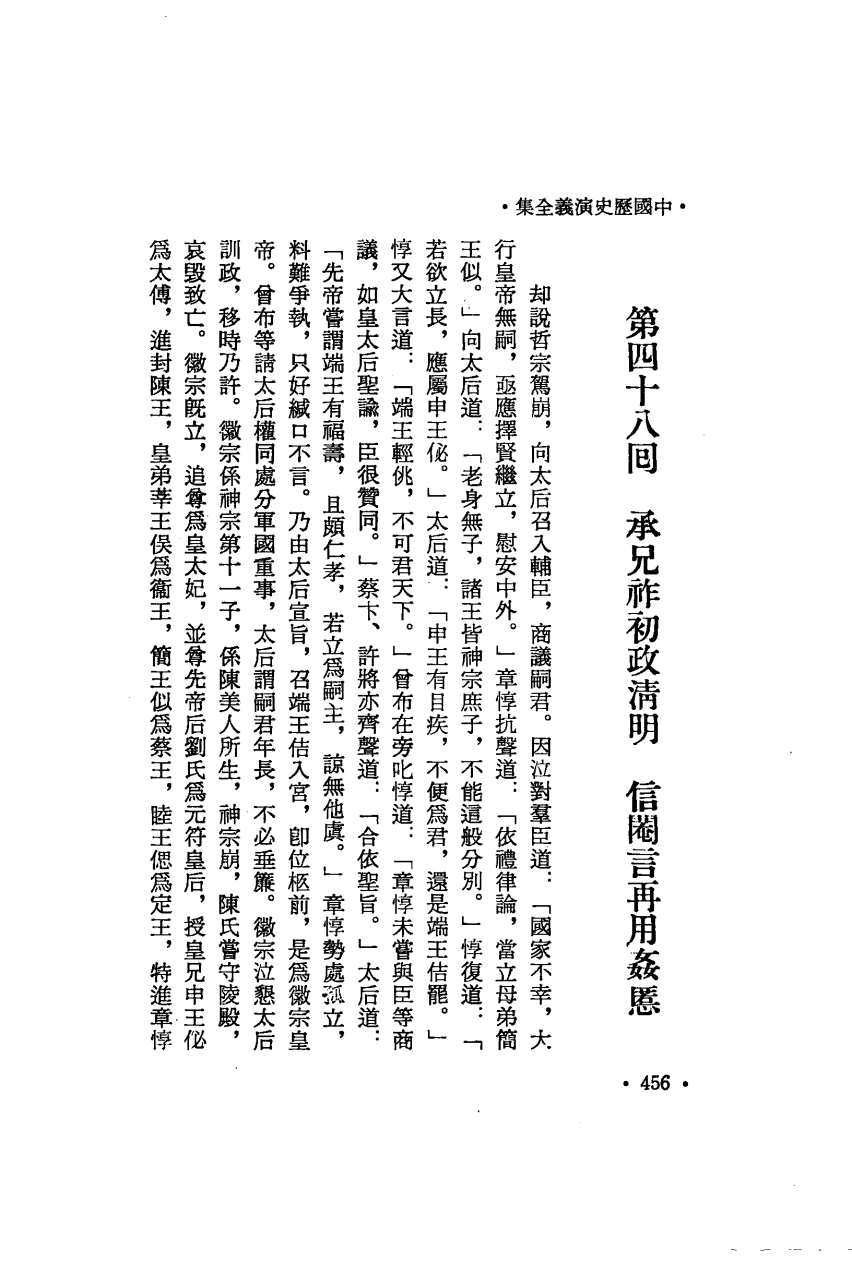 •中國歷史演義全集•
第四十八回　承兄祚初政淸明　信閹言再用姦慝
却說哲宗駕崩，向太后召入輔臣，商議嗣君。因泣對羣臣道：「國家不幸，大
行皇帝無嗣，亟應擇賢繼立，慰安中外。」章惇抗聲道：「依禮律論，當立母弟簡
王似。」向太后道：「老身無子，諸王皆神宗庶子，不能這般分別。」惇復道：「
若欲立長，應屬申王佖。」太后道：「申王有目疾，不便爲君，還是端王佶罷。」
惇又大言道：「端王輕佻，不可君天下。」曾布在旁叱惇道：「章惇未嘗與臣等商
議，如皇太后聖諭，臣很贊同。」蔡卞、許將亦齊聲道：「合依聖旨。」太后道：
「先帝嘗謂端王有福壽，且頗仁孝，若立爲嗣主，諒無他虞。」章惇勢處孤立，
料難爭執，只好緘口不言。乃由太后宣旨，召端王佶入宮，卽位柩前，是爲徽宗皇
帝。曾布等請太后權同處分軍國重事，太后謂嗣君年長，不必垂簾。徽宗泣懇太后
訓政，移時乃許。徽宗係神宗第十一子，係陳美人所生，神宗崩，陳氏嘗守陵殿，
哀毀致亡。徽宗旣立，追尊爲皇太妃，並尊先帝后劉氏爲元符皇后，授皇兄申王佖
爲太傅，進封陳王，皇弟莘王俁爲衞王，簡王似爲蔡王，睦王偲爲定王，特進章惇
•456•